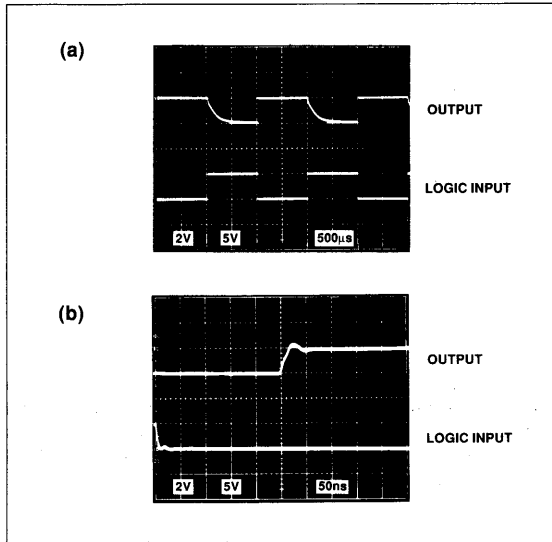 (a)
OUTPUT
LOGIC INPUT
2V 5V 500µs
(b)
OUTPUT
LOGIC INPUT
2V 5V 50ns